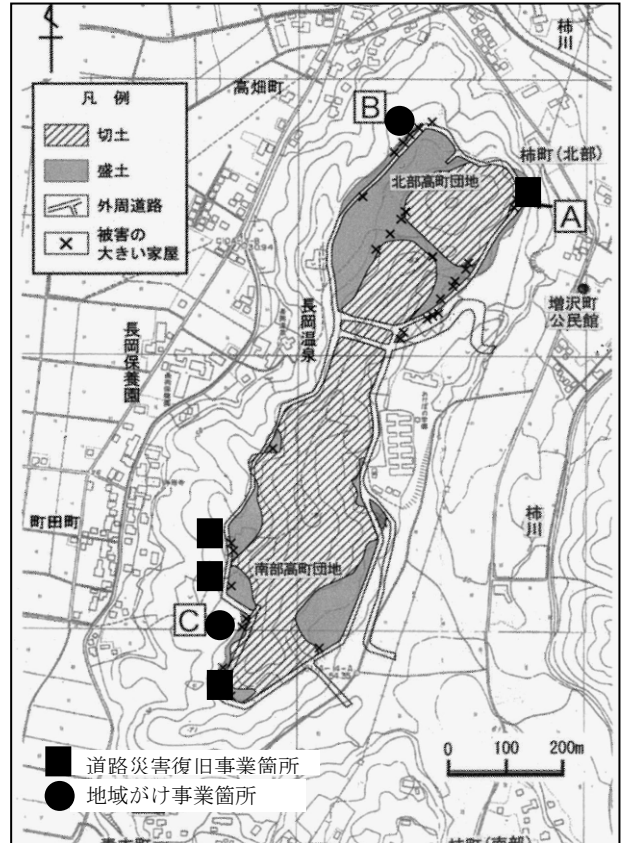 柿川
高畑町
凡例
切土
盛土
外周道路
被害の
大きい家屋
B
柿町(北部)
北部高町団地
A
増沢町
公民館
長岡温泉
長岡保養園
町田町
柿川
南部高町団地
C
0 100 200m
道路災害復旧事業箇所
地域がけ事業箇所